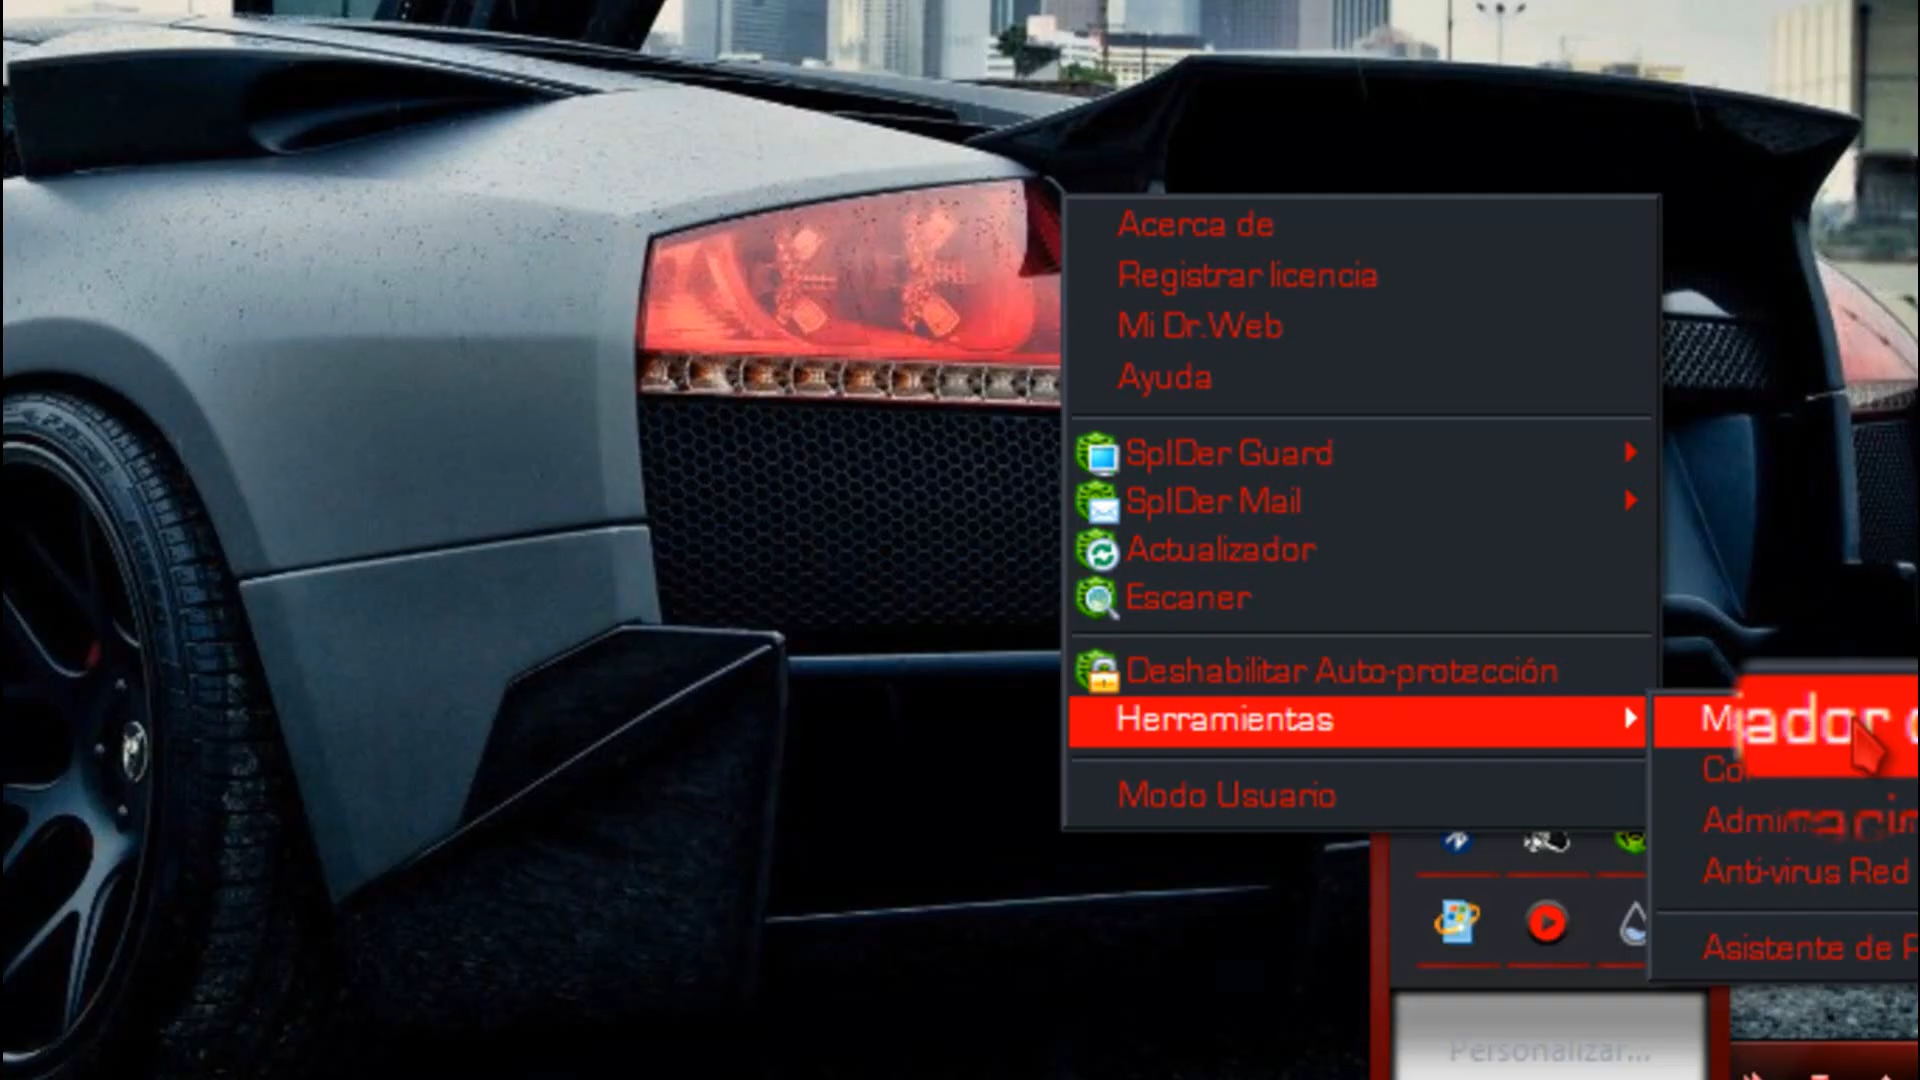 Acerca de
Registrar licencia
Mi Dr.Web
Ayuda
SpIDer Guard
SpIDer Mail
Actualizador
Escaner
Deshabilitar Auto-protección
Herramientas
Modo Usuario
Anti-virus Red
Asistente de
Personalizar...